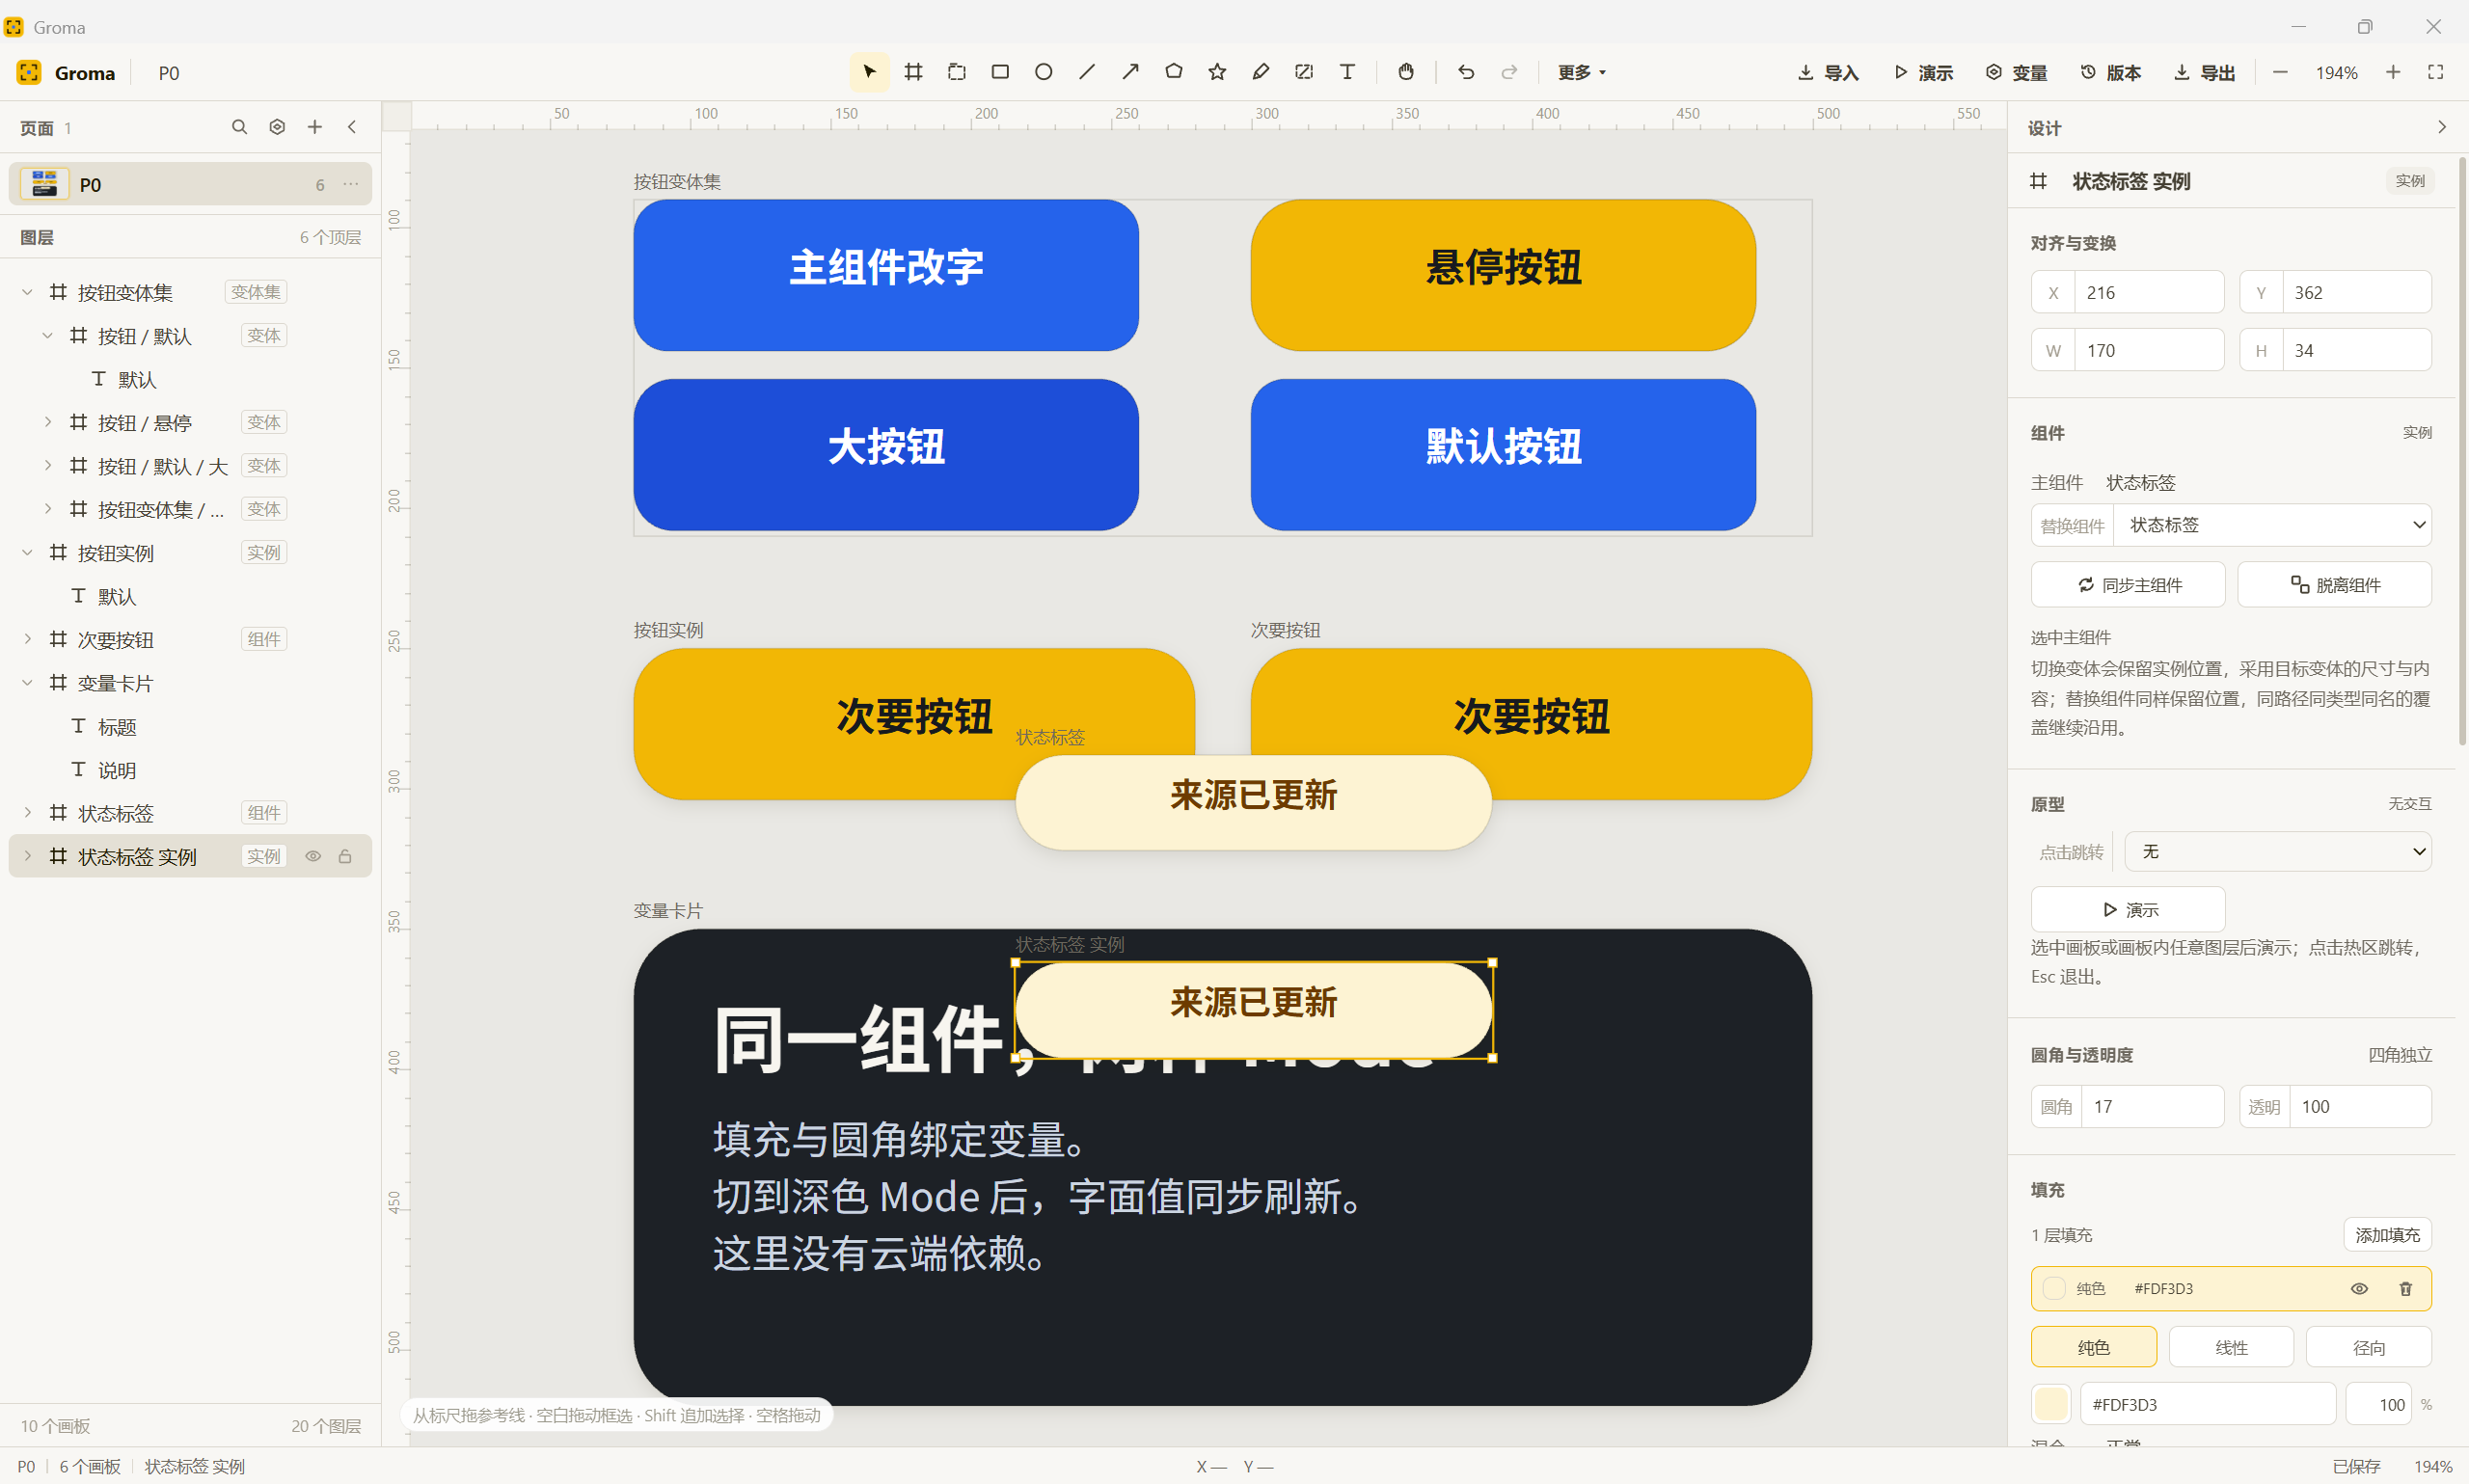 Groma
Groma
P0
更多
导入
演示
变量
版本
导出
194%
页面 1
P0 6
图层 6 个顶层
按钮变体集 变体集
按钮 / 默认 变体
默认
按钮 / 悬停 变体
按钮 / 默认 / 大 变体
按钮变体集 / ... 变体
按钮实例 实例
默认
次要按钮 组件
变量卡片
标题
说明
状态标签 组件
状态标签 实例 实例
10 个画板 20 个图层
50 100 150 200 250 300 350 400 450 500 550
100
150
200
250
300
350
400
450
500
按钮变体集
主组件改字
悬停按钮
大按钮
默认按钮
按钮实例
次要按钮
次要按钮
次要按钮
状态标签
来源已更新
变量卡片
状态标签 实例
来源已更新
同一组件，
Mode
填充与圆角绑定变量。
切到深色 Mode 后，字面值同步刷新。
这里没有云端依赖。
从标尺拖参考线 · 空白拖动框选 · Shift 追加选择 · 空格拖动
设计
状态标签 实例 实例
对齐与变换
X 216 Y 362
W 170 H 34
组件 实例
主组件 状态标签
替换组件 状态标签
同步主组件 脱离组件
选中主组件
切换变体会保留实例位置，采用目标变体的尺寸与内
容；替换组件同样保留位置，同路径同类型同名的覆
盖继续沿用。
原型 无交互
点击跳转 无
演示
选中画板或画板内任意图层后演示；点击热区跳转，
Esc 退出。
圆角与透明度 四角独立
圆角 17 透明 100
填充
1 层填充 添加填充
纯色 #FDF3D3
纯色 线性 径向
#FDF3D3 100 %
P0 6 个画板 状态标签 实例
X — Y —
已保存 194%